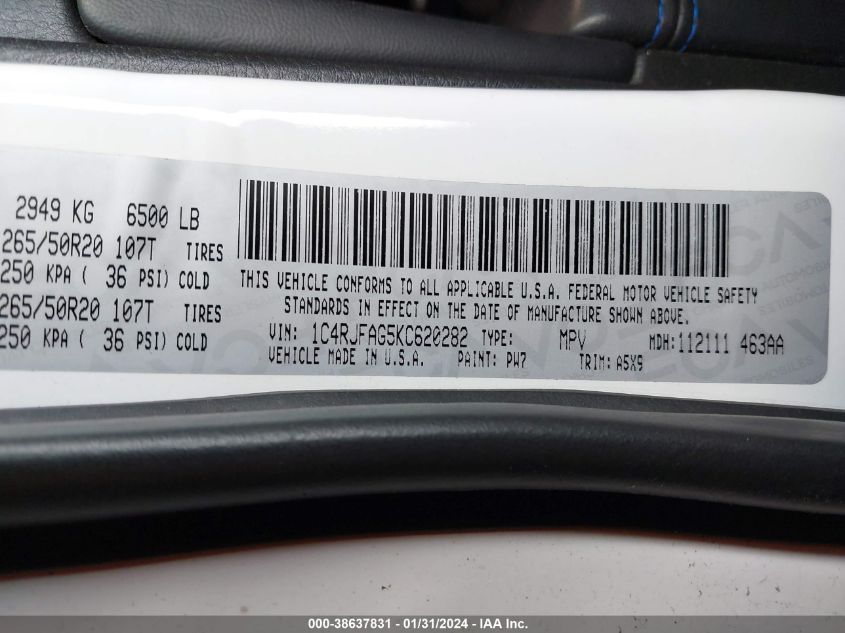 2949 KG 6500 LB
265/50R20 107T TIRES
250 KPA ( 36 PSI) COLD
265/50R20 107T TIRES
250 KPA ( 36 PSI) COLD
THIS VEHICLE CONFORMS TO ALL APPLICABLE U.S.A. FEDERAL MOTOR VEHICLE SAFETY
STANDARDS IN EFFECT ON THE DATE OF MANUFACTURE SHOWN ABOVE.
VIN: 1C4RJFAG5KC620282 TYPE: MPV MDH:112111 463AA
VEHICLE MADE IN U.S.A. PAINT: PW7 TRIM: A5X9
000-38637831 - 01/31/2024 - IAA Inc.